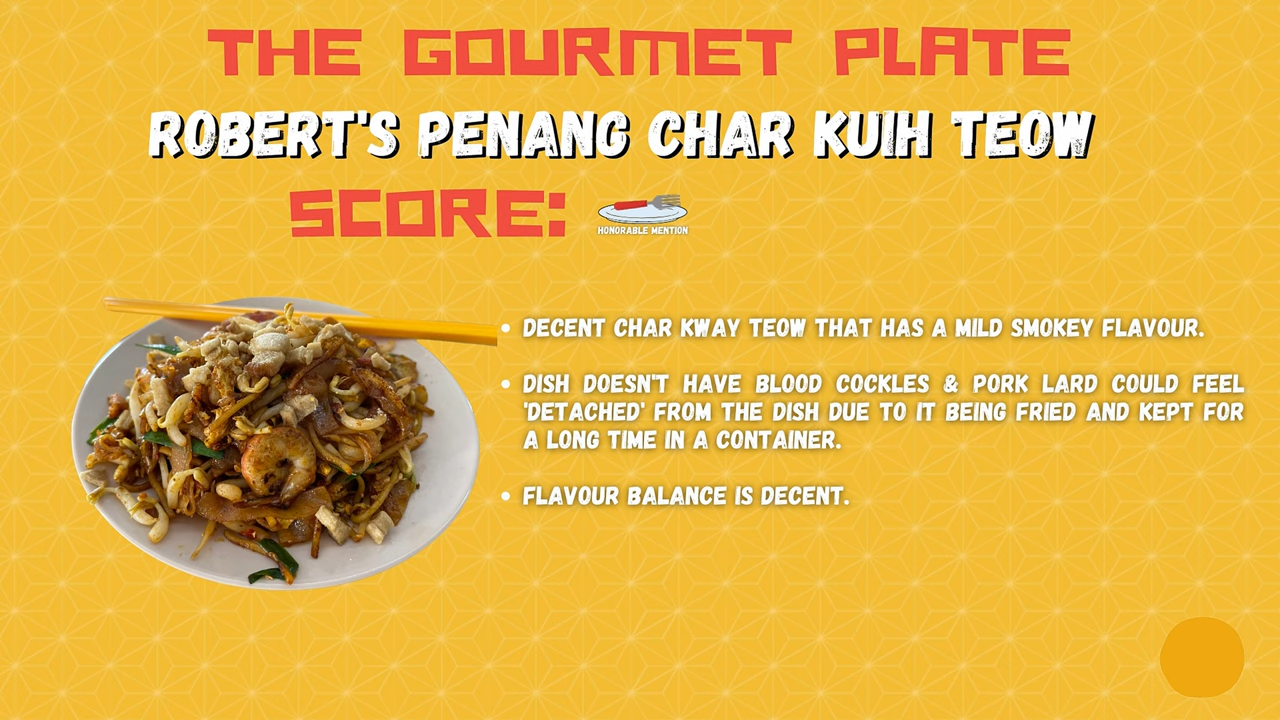 THE GOURMET PLATE
ROBERT'S PENANG CHAR KUIH TEOW
SCORE:
HONORABLE MENTION
• DECENT CHAR KWAY TEOW THAT HAS A MILD SMOKEY FLAVOUR.
• DISH DOESN'T HAVE BLOOD COCKLES & PORK LARD COULD FEEL
'DETACHED' FROM THE DISH DUE TO IT BEING FRIED AND KEPT FOR
A LONG TIME IN A CONTAINER.
• FLAVOUR BALANCE IS DECENT.